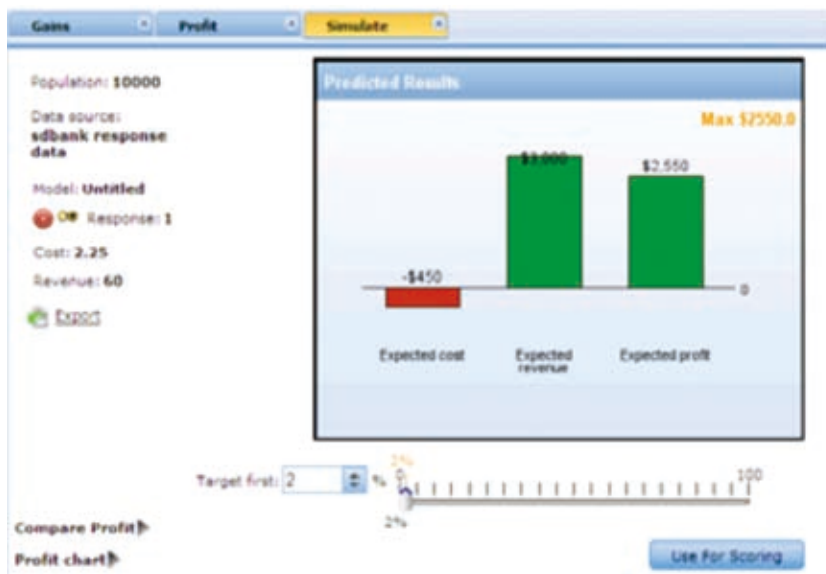 Gains
Profit
Simulate
Population: 10000
Data source:
sdbank response
data
Model: Untitled
Response: 1
Cost: 2.25
Revenue: 60
Export
Predicted Results
Max $2550.0
-$450
$3,000
$2,550
0
Expected cost
Expected
revenue
Expected profit
Target first: 2 %
2%
0
100
2%
Compare Profit
Profit chart
Use For Scoring